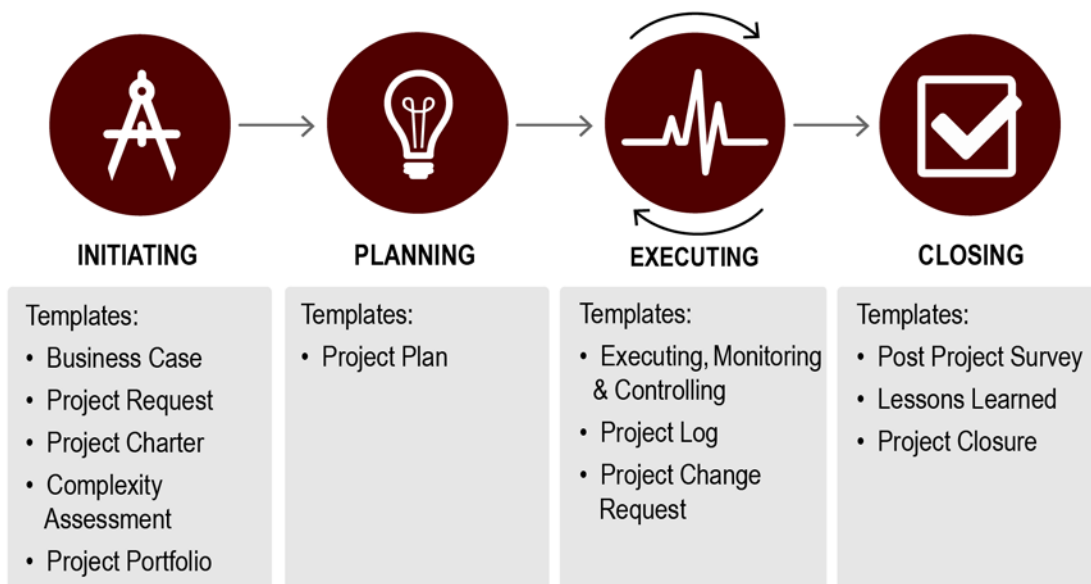 INITIATING
Templates:
• Business Case
• Project Request
• Project Charter
• Complexity
Assessment
• Project Portfolio
PLANNING
Templates:
• Project Plan
EXECUTING
Templates:
• Executing, Monitoring
& Controlling
• Project Log
• Project Change
Request
CLOSING
Templates:
• Post Project Survey
• Lessons Learned
• Project Closure